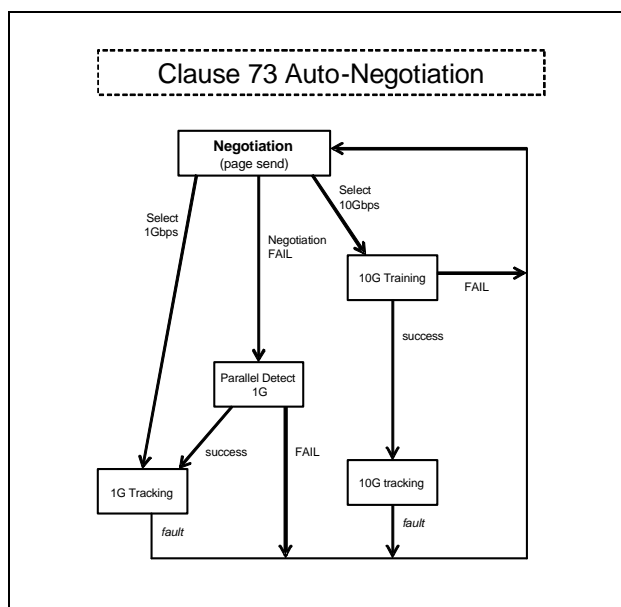 Clause 73 Auto-Negotiation
Negotiation
(page send)
Select
1Gbps
Negotiation
FAIL
Select
10Gbps
10G Training
FAIL
success
Parallel Detect
1G
success
FAIL
1G Tracking
10G tracking
fault
fault